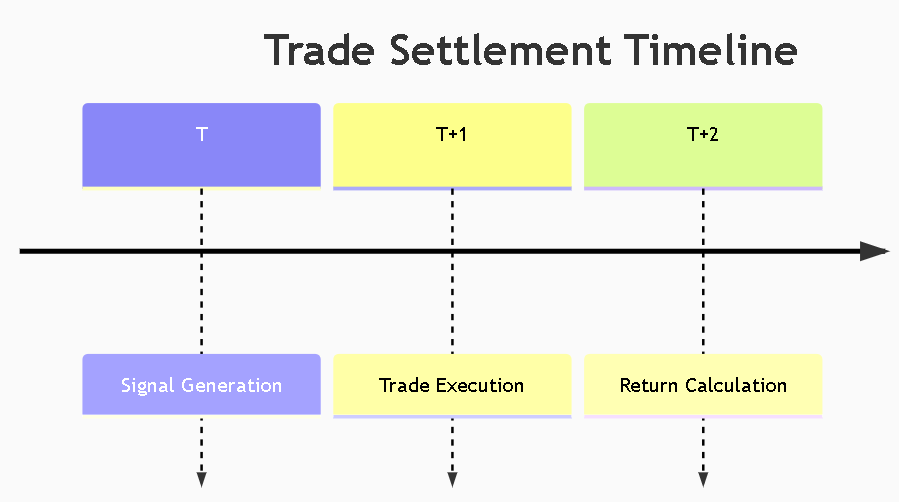 Trade Settlement Timeline
T
T+1
T+2
Signal Generation
Trade Execution
Return Calculation